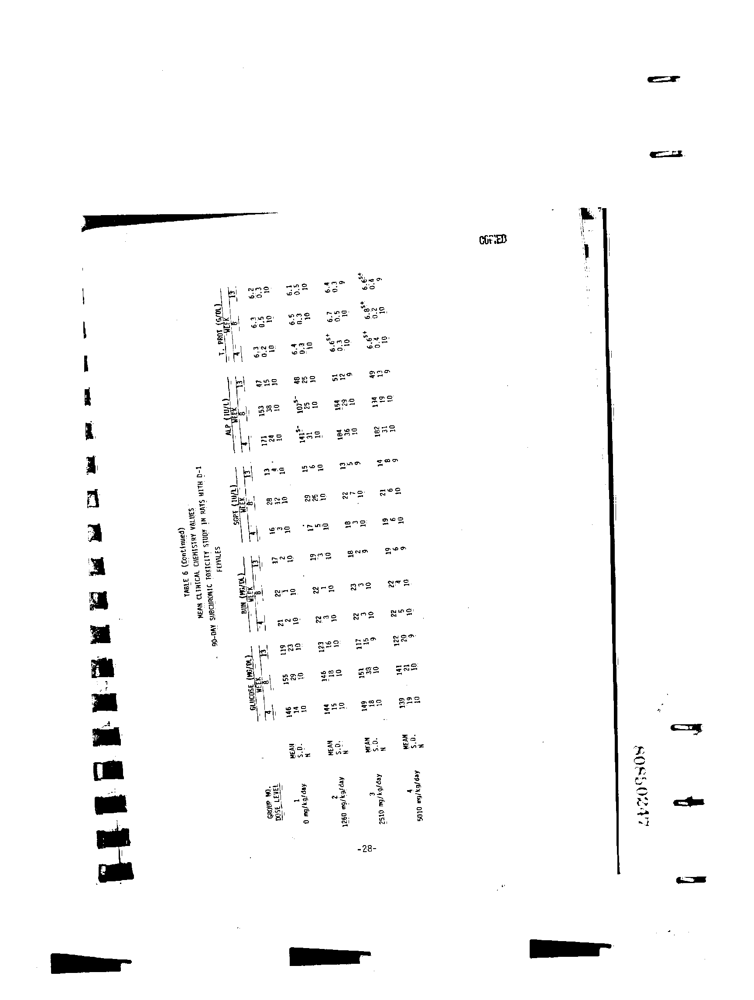 COPIED
TABLE 6 (Continued)
MEAN CLINICAL CHEMISTRY VALUES
90-DAY SUBCHRONIC TOXICITY STUDY IN RATS WITH D-1
FEMALES
GLUCOSE (MG/DL) BUN (MG/DL) SGPT (IU/L) ALP (IU/L) T. PROT (G/DL)
GROUP NO. WEEK WEEK WEEK WEEK WEEK
DOSE LEVEL 4 8 13 4 8 13 4 8 13 4 8 13 4 8 13
1 MEAN 146 155 119 21 22 17 16 28 13 171 153 47 6.3 6.3 6.2
0 mg/kg/day S.D. 14 29 23 2 1 2 3 12 4 24 38 15 0.2 0.5 0.3
N 10 10 10 10 10 10 10 10 10 10 10 10 10 10 10
2 MEAN 144 146 123 22 22 19 17 29 15 141S- 107S- 48 6.4 6.5 6.1
1260 mg/kg/day S.D. 15 18 16 3 1 3 5 25 6 31 25 25 0.3 0.3 0.5
N 10 10 10 10 10 10 10 10 10 10 10 10 10 10 10
3 MEAN 149 151 117 22 23 18 18 22 13 184 154 51 6.6S+ 6.7 6.4
2510 mg/kg/day S.D. 18 38 15 3 3 2 3 7 5 36 29 12 0.3 0.5 0.3
N 10 10 9 10 10 9 10 10 9 10 10 9 10 10 9
4 MEAN 139 141 122 22 22 19 19 21 14 182 134 49 6.6S+ 6.8S+ 6.6S+
5010 mg/kg/day S.D. 19 21 20 5 4 6 6 6 8 31 19 13 0.4 0.2 0.4
N 10 10 9 10 10 9 10 10 9 10 10 9 10 10 9
-28-